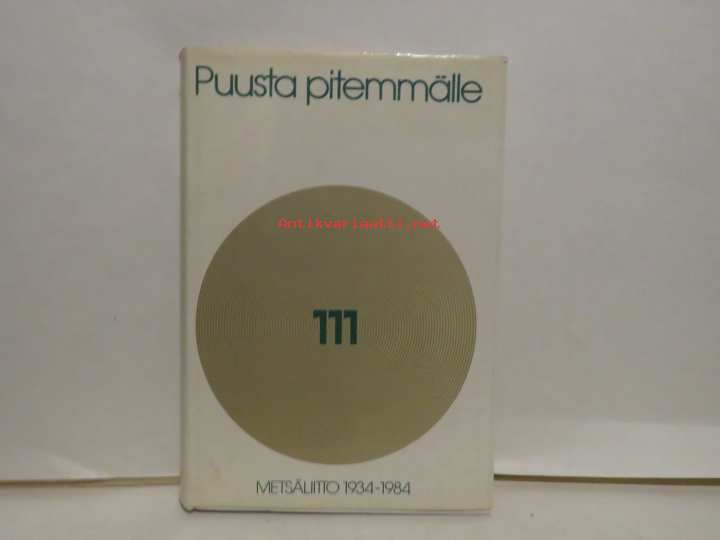 Puusta pitemmälle
Antikvariaatti.net
111
METSÄLIITTO 1934-1984